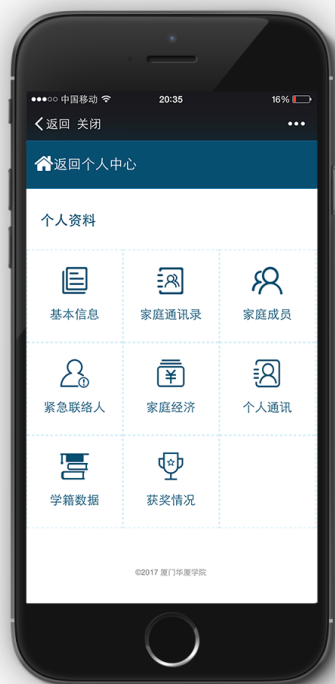 中国移动 20:35 16%
返回 关闭
返回个人中心
个人资料
基本信息 家庭通讯录 家庭成员
紧急联络人 家庭经济 个人通讯
学籍数据 获奖情况
©2017 厦门华厦学院